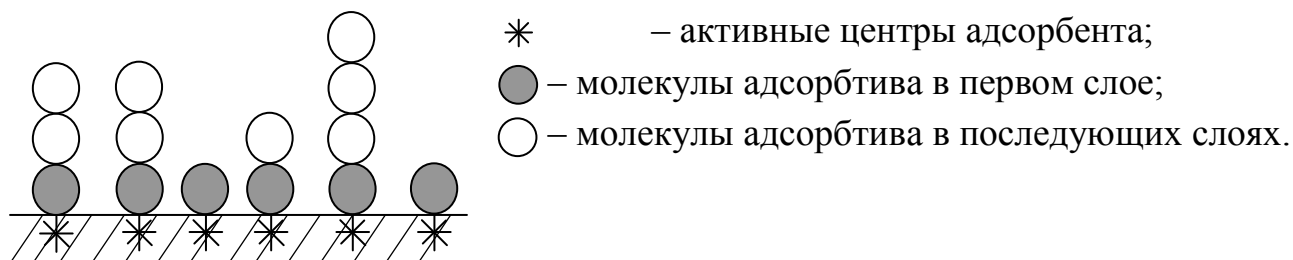 – активные центры адсорбента;
– молекулы адсорбтива в первом слое;
– молекулы адсорбтива в последующих слоях.